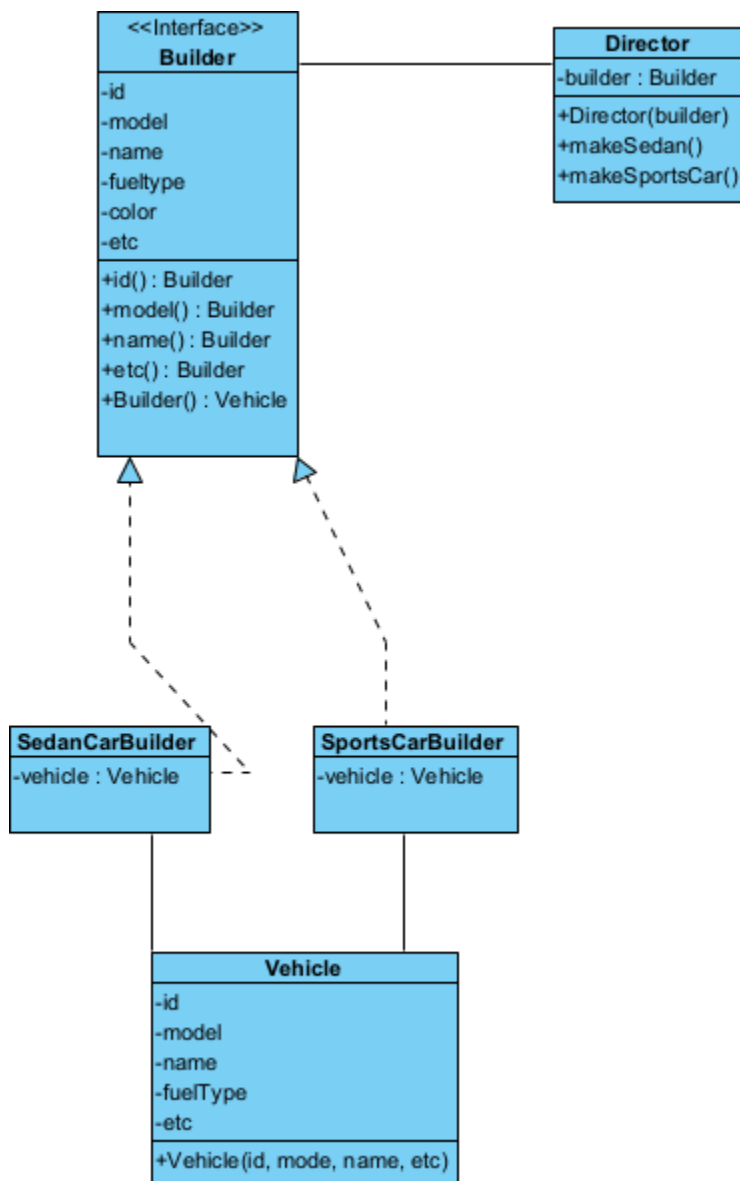 <<Interface>>
Builder
-id
-model
-name
-fueltype
-color
-etc
+id() : Builder
+model() : Builder
+name() : Builder
+etc() : Builder
+Builder() : Vehicle
Director
-builder : Builder
+Director(builder)
+makeSedan()
+makeSportsCar()
SedanCarBuilder
-vehicle : Vehicle
SportsCarBuilder
-vehicle : Vehicle
Vehicle
-id
-model
-name
-fuelType
-etc
+Vehicle(id, mode, name, etc)